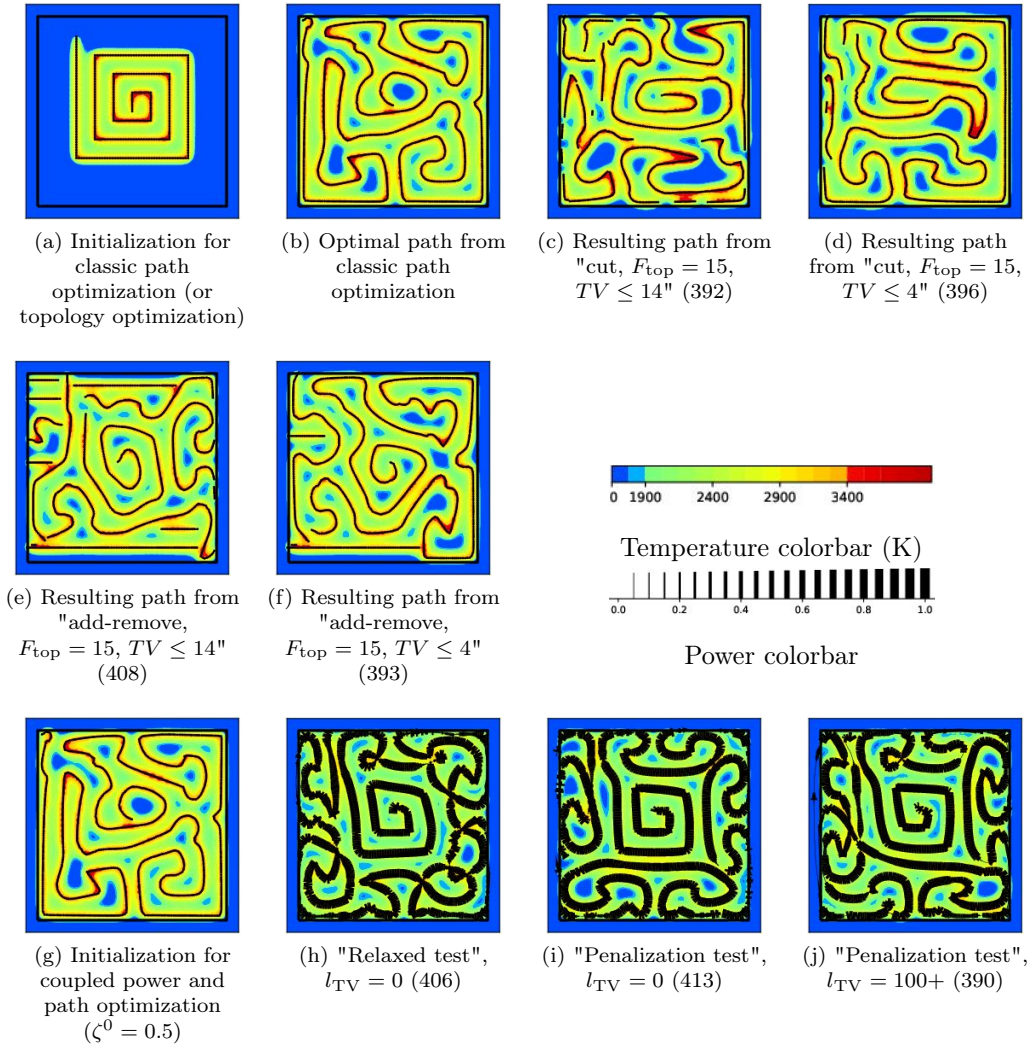 (a) Initialization for
classic path
optimization (or
topology optimization)
(b) Optimal path from
classic path
optimization
(c) Resulting path from
"cut, F_top = 15,
TV ≤ 14" (392)
(d) Resulting path
from "cut, F_top = 15,
TV ≤ 4" (396)
(e) Resulting path from
"add-remove,
F_top = 15, TV ≤ 14"
(408)
(f) Resulting path from
"add-remove,
F_top = 15, TV ≤ 4"
(393)
0 1900 2400 2900 3400
Temperature colorbar (K)
0.0 0.2 0.4 0.6 0.8 1.0
Power colorbar
(g) Initialization for
coupled power and
path optimization
(ζ⁰ = 0.5)
(h) "Relaxed test",
l_TV = 0 (406)
(i) "Penalization test",
l_TV = 0 (413)
(j) "Penalization test",
l_TV = 100+ (390)